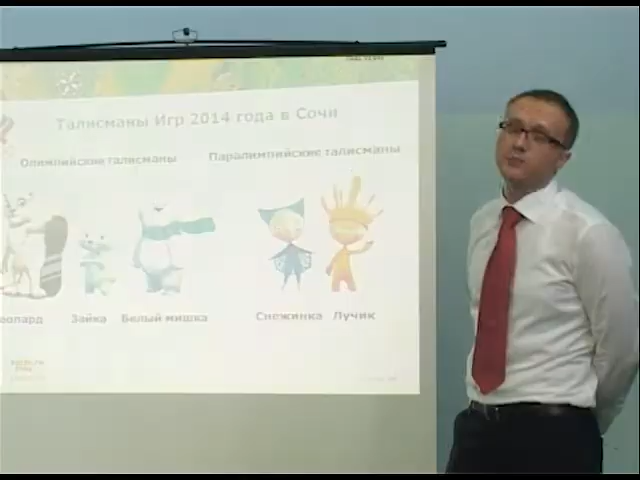 Талисманы Игр 2014 года в Сочи
Олимпийские талисманы
Паралимпийские талисманы
еопард
Зайка
Белый мишка
Снежинка
Лучик